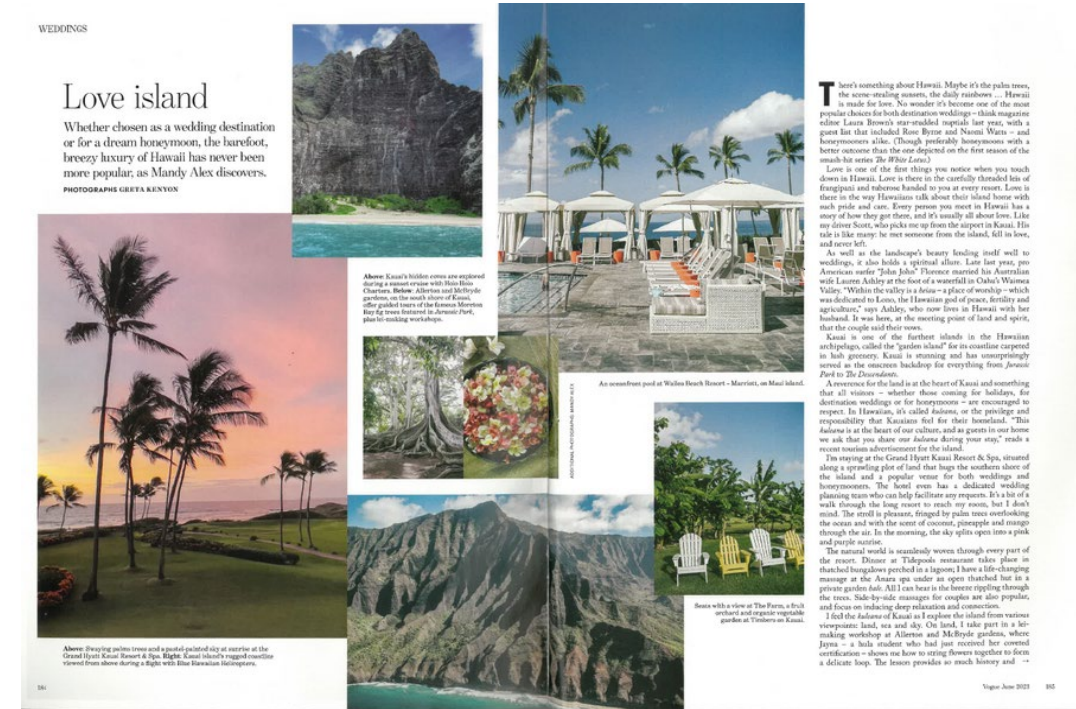 WEDDINGS
Love island
Whether chosen as a wedding destination
or for a dream honeymoon, the barefoot,
breezy luxury of Hawaii has never been
more popular, as Mandy Alex discovers.
PHOTOGRAPHS GRETA KENYON
Above: Kauai's hidden coves are explored
during a sunset cruise with Holo Holo
Charters. Below: Allerton and McBryde
gardens, on the south shore of Kauai,
offer guided tours of the famous Moreton
Bay fig trees featured in Jurassic Park,
plus lei-making workshops.
An oceanfront pool at Wailea Beach Resort – Marriott, on Maui island.
ADDITIONAL PHOTOGRAPHS: MANDY ALEX
Seats with a view at The Farm, a fruit
orchard and organic vegetable
garden at Timbers on Kauai.
Above: Swaying palms trees and a pastel-painted sky at sunrise at the
Grand Hyatt Kauai Resort & Spa. Right: Kauai island's rugged coastline
viewed from above during a flight with Blue Hawaiian Helicopters.
There's something about Hawaii. Maybe it's the palm trees,
the scene-stealing sunsets, the daily rainbows ... Hawaii
is made for love. No wonder it's become one of the most
popular choices for both destination weddings – think magazine
editor Laura Brown's star-studded nuptials last year, with a
guest list that included Rose Byrne and Naomi Watts – and
honeymooners alike. (Though preferably honeymoons with a
better outcome than the one depicted on the first season of the
smash-hit series The White Lotus.)
Love is one of the first things you notice when you touch
down in Hawaii. Love is there in the carefully threaded leis of
frangipani and tuberose handed to you at every resort. Love is
there in the way Hawaiians talk about their island home with
such pride and care. Every person you meet in Hawaii has a
story of how they got there, and it's usually all about love. Like
my driver Scott, who picks me up from the airport in Kauai. His
tale is like many: he met someone from the island, fell in love,
and never left.
As well as the landscape's beauty lending itself well to
weddings, it also holds a spiritual allure. Late last year, pro
American surfer "John John" Florence married his Australian
wife Lauren Ashley at the foot of a waterfall in Oahu's Waimea
Valley. "Within the valley is a heiau – a place of worship – which
was dedicated to Lono, the Hawaiian god of peace, fertility and
agriculture," says Ashley, who now lives in Hawaii with her
husband. It was here, at the meeting point of land and spirit,
that the couple said their vows.
Kauai is one of the furthest islands in the Hawaiian
archipelago, called the "garden island" for its coastline carpeted
in lush greenery. Kauai is stunning and has unsurprisingly
served as the onscreen backdrop for everything from Jurassic
Park to The Descendants.
A reverence for the land is at the heart of Kauai and something
that all visitors – whether those coming for holidays, for
destination weddings or for honeymoons – are encouraged to
respect. In Hawaiian, it's called kuleana, or the privilege and
responsibility that Kauaians feel for their homeland. "This
kuleana is at the heart of our culture, and as guests in our home
we ask that you share our kuleana during your stay," reads a
recent tourism advertisement for the island.
I'm staying at the Grand Hyatt Kauai Resort & Spa, situated
along a sprawling plot of land that hugs the southern shore of
the island and a popular venue for both weddings and
honeymooners. The hotel even has a dedicated wedding
planning team who can help facilitate any requests. It's a bit of a
walk through the long resort to reach my room, but I don't
mind. The stroll is pleasant, fringed by palm trees overlooking
the ocean and with the scent of coconut, pineapple and mango
through the air. In the morning, the sky splits open into a pink
and purple sunrise.
The natural world is seamlessly woven through every part of
the resort. Dinner at Tidepools restaurant takes place in
thatched bungalows perched in a lagoon; I have a life-changing
massage at the Anara spa under an open thatched hut in a
private garden hale. All I can hear is the breeze rippling through
the trees. Side-by-side massages for couples are also popular,
and focus on inducing deep relaxation and connection.
I feel the kuleana of Kauai as I explore the island from various
viewpoints: land, sea and sky. On land, I take part in a lei-
making workshop at Allerton and McBryde gardens, where
Jayna – a hula student who had just received her coveted
certification – shows me how to string flowers together to form
a delicate loop. The lesson provides so much history and →
Vogue June 2023 165